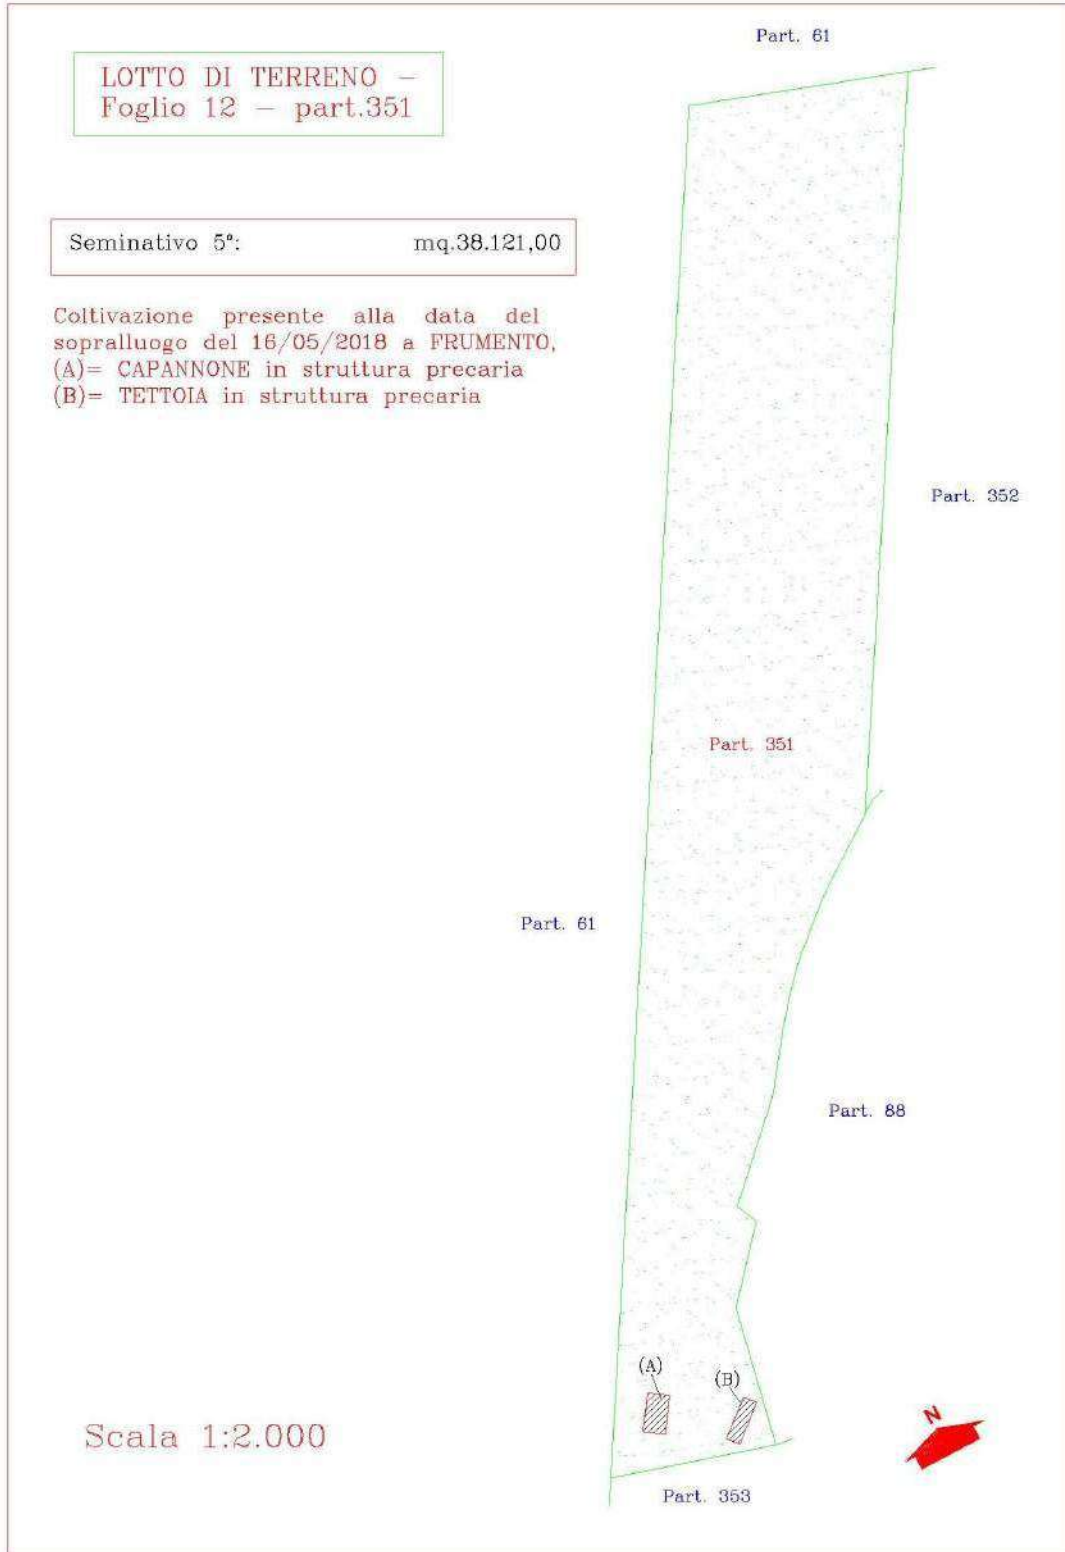 Part. 61
LOTTO DI TERRENO –
Foglio 12 – part.351
Seminativo 5ª: mq.38.121,00
Coltivazione presente alla data del
sopralluogo del 16/05/2018 a FRUMENTO,
(A)= CAPANNONE in struttura precaria
(B)= TETTOIA in struttura precaria
Part. 352
Part. 351
Part. 61
Part. 88
(A)
(B)
N
Scala 1:2.000
Part. 353